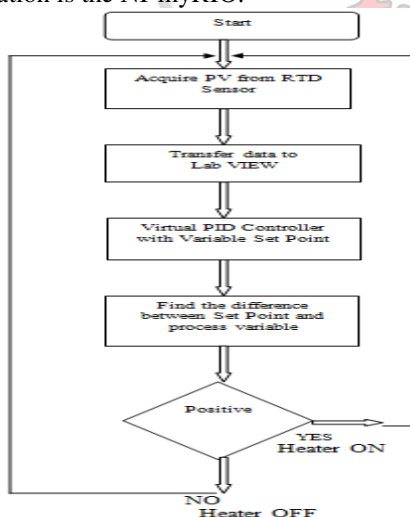 ation is the NI myRIO.
Start
Acquire PV from RTD
Sensor
Transfer data to
Lab VIEW
Virtual PID Controller
with Variable Set Point
Find the difference
between Set Point and
process variable
Positive
YES
Heater ON
NO
Heater OFF